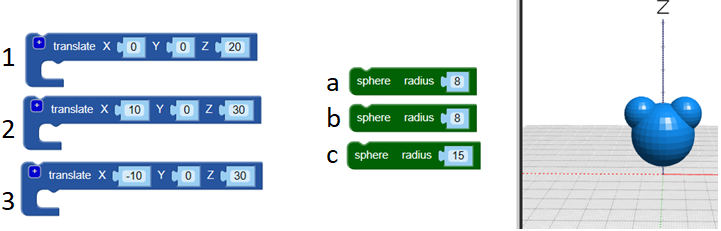 1 + translate X 0 Y 0 Z 20
2 + translate X 10 Y 0 Z 30
3 + translate X -10 Y 0 Z 30
a sphere radius 8
b sphere radius 8
c sphere radius 15
Z